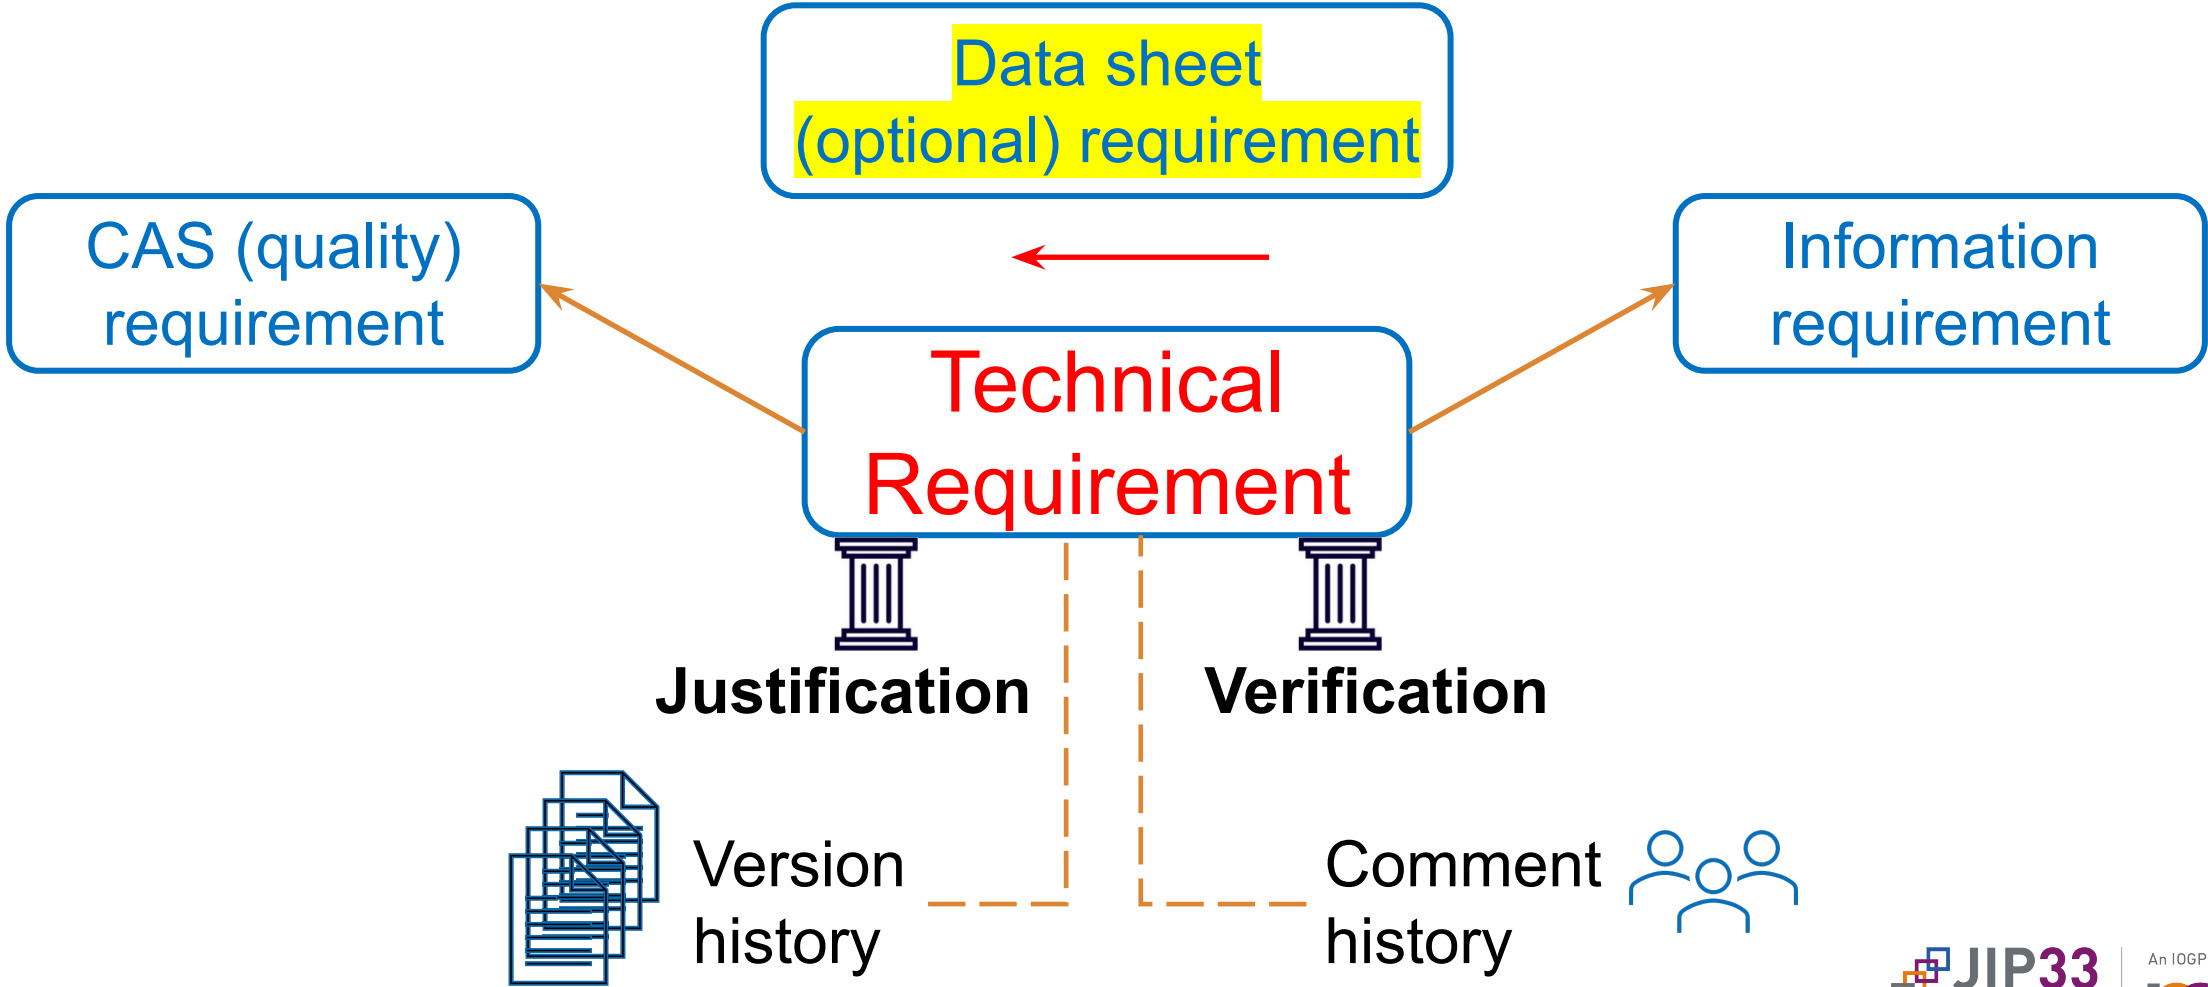 Data sheet
(optional) requirement
CAS (quality)
requirement
Information
requirement
Technical
Requirement
Justification
Verification
Version
history
Comment
history
JIP33
An IOGP